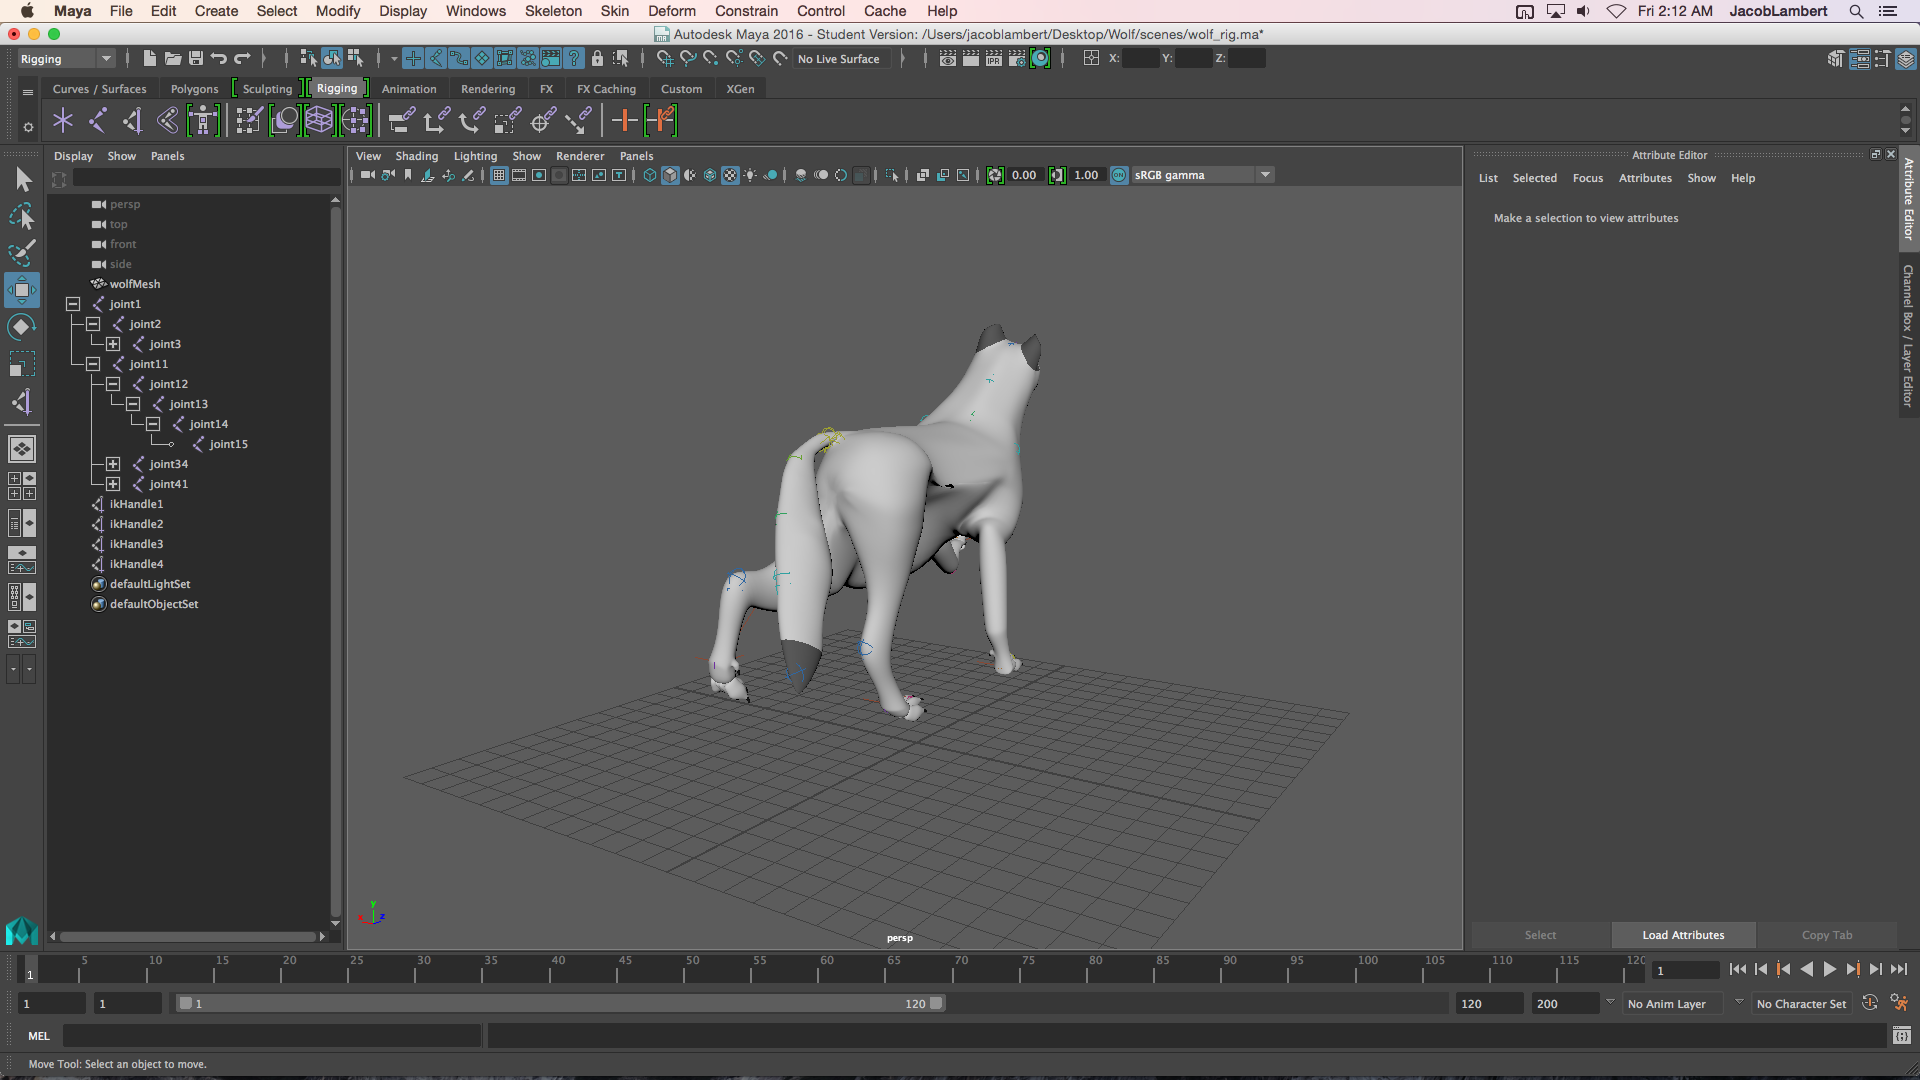 Maya File Edit Create Select Modify Display Windows Skeleton Skin Deform Constrain Control Cache Help Fri 2:12 AM JacobLambert
Autodesk Maya 2016 - Student Version: /Users/jacoblambert/Desktop/Wolf/scenes/wolf_rig.ma*
Rigging No Live Surface X: Y: Z:
Curves / Surfaces Polygons Sculpting Rigging Animation Rendering FX FX Caching Custom XGen
IPR
Display Show Panels
View Shading Lighting Show Renderer Panels
0.00 1.00 ON sRGB gamma
Attribute Editor
List Selected Focus Attributes Show Help
Make a selection to view attributes
Attribute Editor
Channel Box / Layer Editor
persp
top
front
side
wolfMesh
joint1
joint2
joint3
joint11
joint12
joint13
joint14
joint15
joint34
joint41
ikHandle1
ikHandle2
ikHandle3
ikHandle4
defaultLightSet
defaultObjectSet
y
x z
persp
Select Load Attributes Copy Tab
1 5 10 15 20 25 30 35 40 45 50 55 60 65 70 75 80 85 90 95 100 105 110 115 120 1
1 1 1 120 120 200 No Anim Layer No Character Set
MEL
Move Tool: Select an object to move.